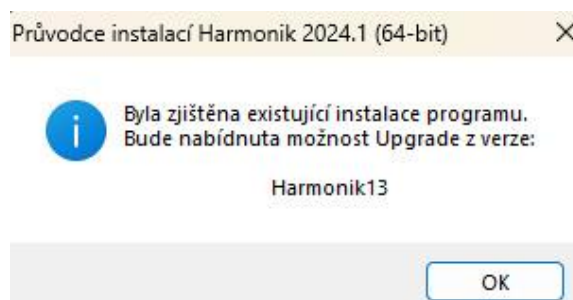 Průvodce instalací Harmonik 2024.1 (64-bit)
Byla zjištěna existující instalace programu.
Bude nabídnuta možnost Upgrade z verze:
Harmonik13
OK